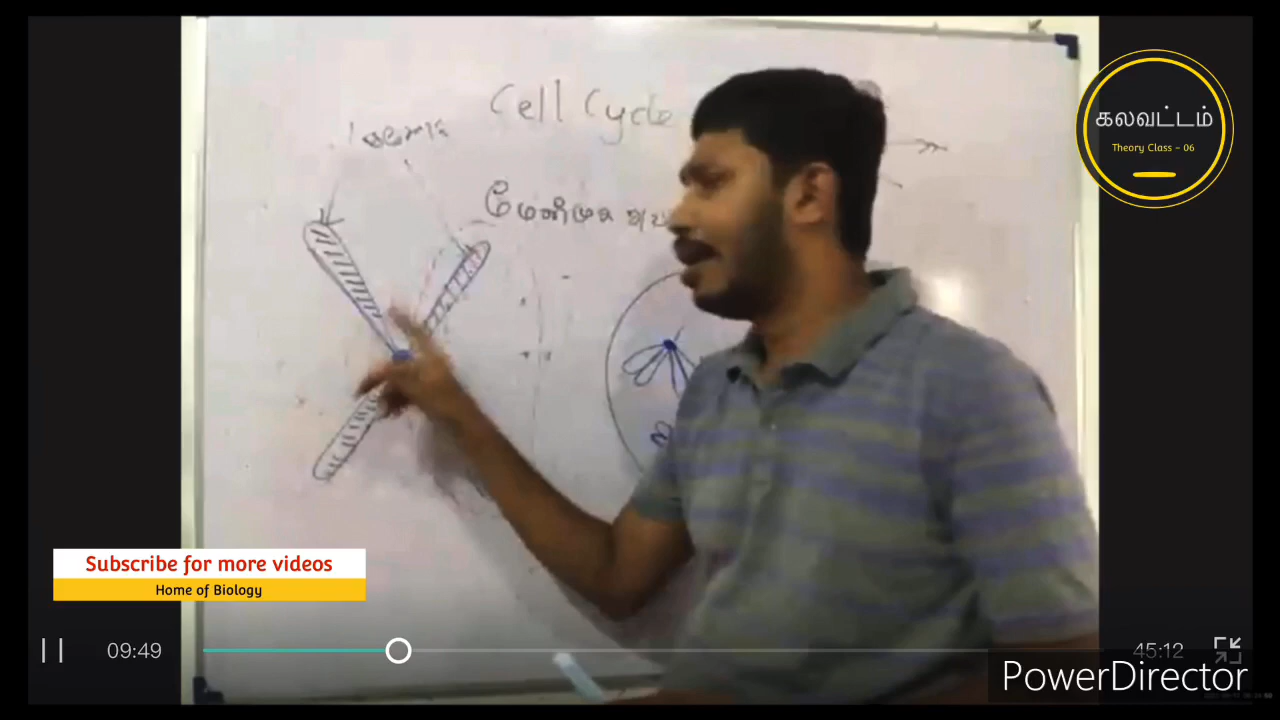 Cell Cycle
கலவட்டம்
Theory Class - 06
Subscribe for more videos
Home of Biology
09:49
45:12
PowerDirector